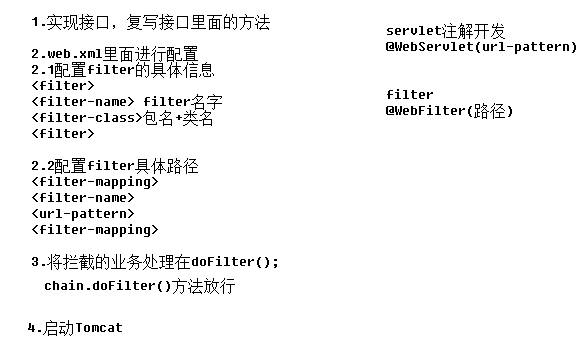 1.实现接口，复写接口里面的方法
2.web.xml里面进行配置
2.1配置filter的具体信息
<filter>
<filter-name> filter名字
<filter-class>包名+类名
<filter>
2.2配置filter具体路径
<filter-mapping>
<filter-name>
<url-pattern>
<filter-mapping>
3.将拦截的业务处理在doFilter();
chain.doFilter()方法放行
4.启动Tomcat
servlet注解开发
@WebServlet(url-pattern)
filter
@WebFilter(路径)